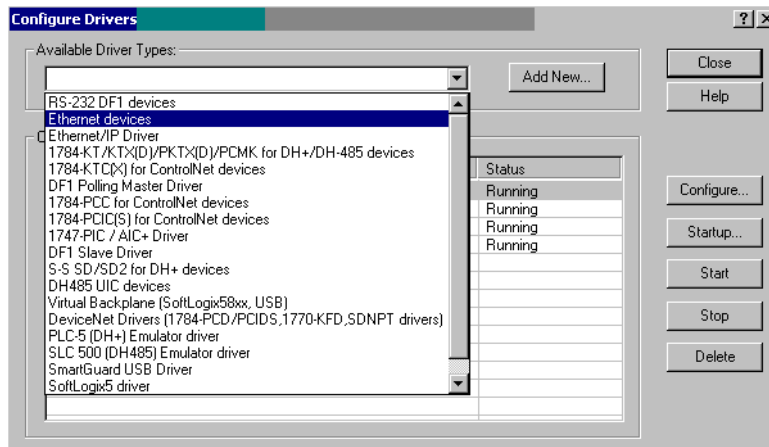 Configure Drivers
Available Driver Types:
Add New...
Close
Help
RS-232 DF1 devices
Ethernet devices
Ethernet/IP Driver
1784-KT/KTX(D)/PKTX(D)/PCMK for DH+/DH-485 devices
1784-KTC(X) for ControlNet devices
DF1 Polling Master Driver
1784-PCC for ControlNet devices
1784-PCIC(S) for ControlNet devices
1747-PIC / AIC+ Driver
DF1 Slave Driver
S-S SD/SD2 for DH+ devices
DH485 UIC devices
Virtual Backplane (SoftLogix58xx, USB)
DeviceNet Drivers (1784-PCD/PCIDS,1770-KFD,SDNPT drivers)
PLC-5 (DH+) Emulator driver
SLC 500 (DH485) Emulator driver
SmartGuard USB Driver
SoftLogix5 driver
Status
Running
Running
Running
Running
Configure...
Startup...
Start
Stop
Delete